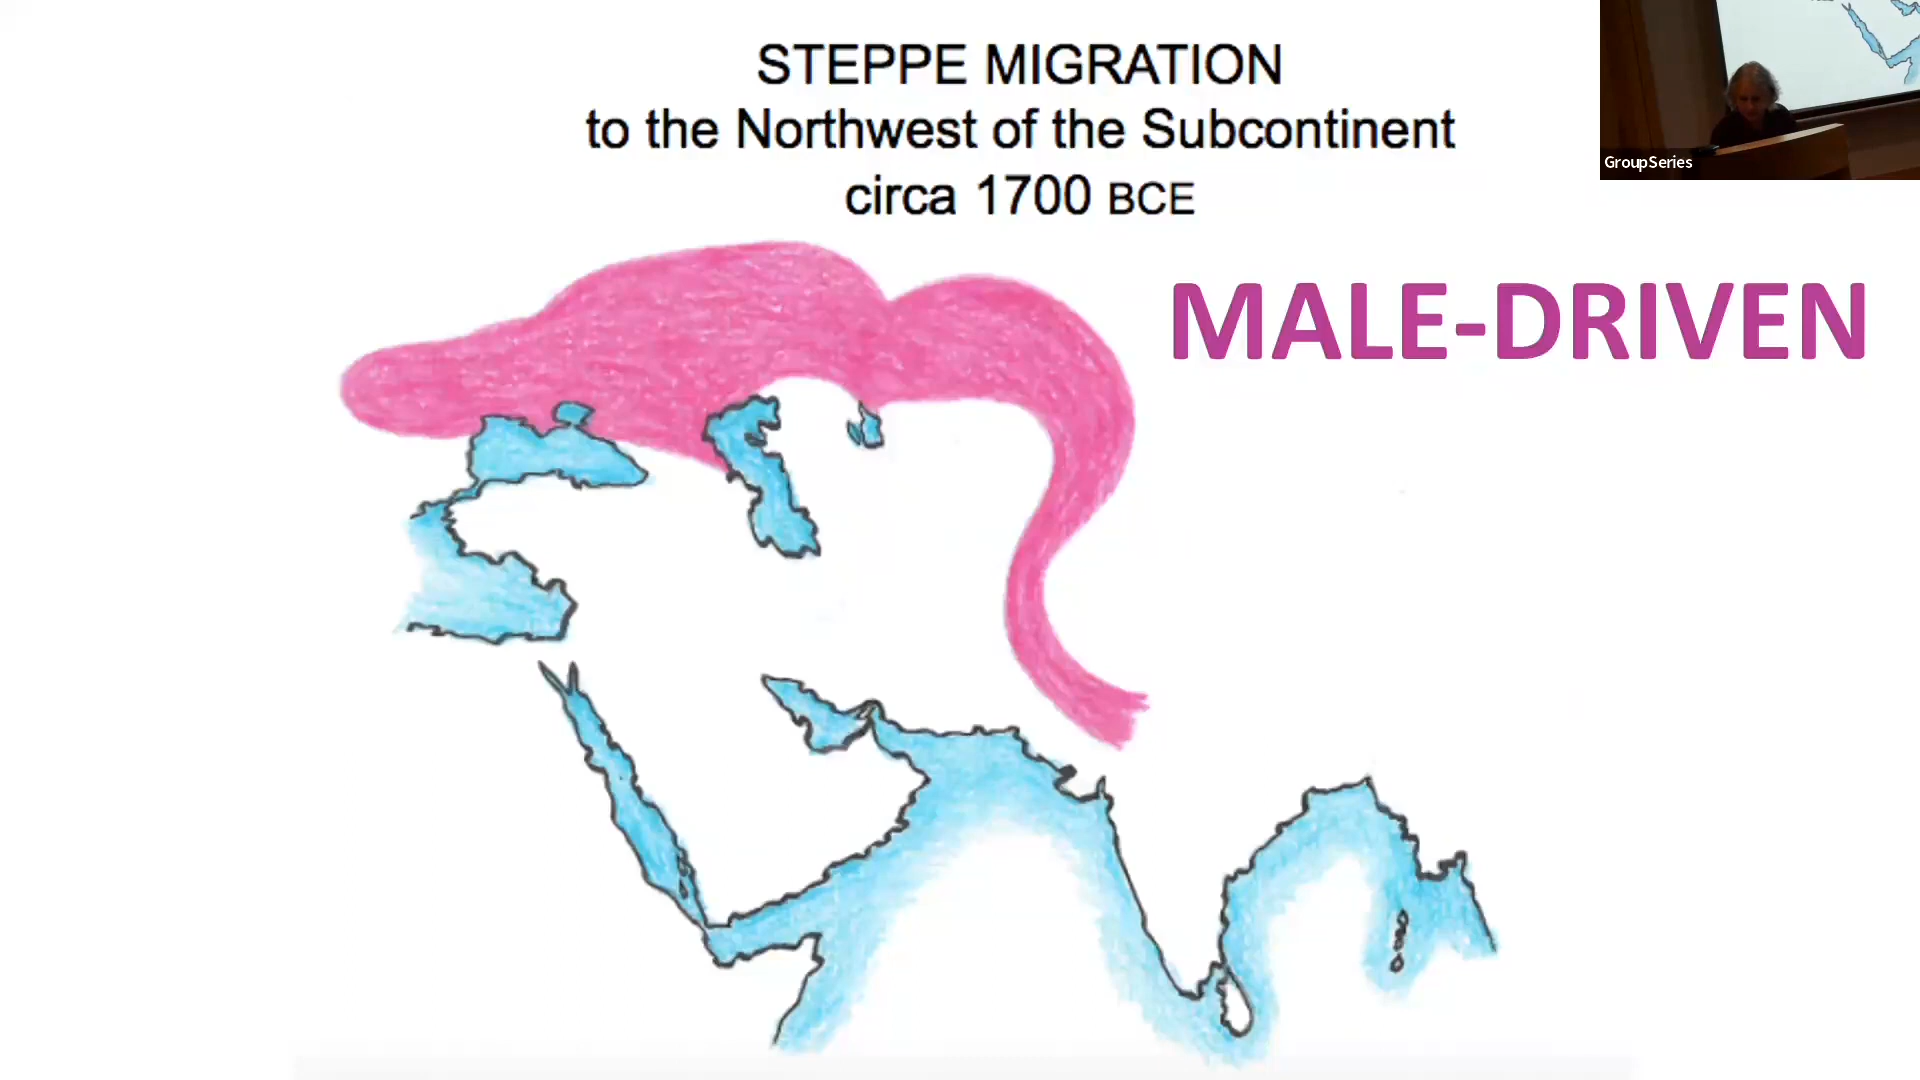 STEPPE MIGRATION
to the Northwest of the Subcontinent
circa 1700 BCE
MALE-DRIVEN
GroupSeries